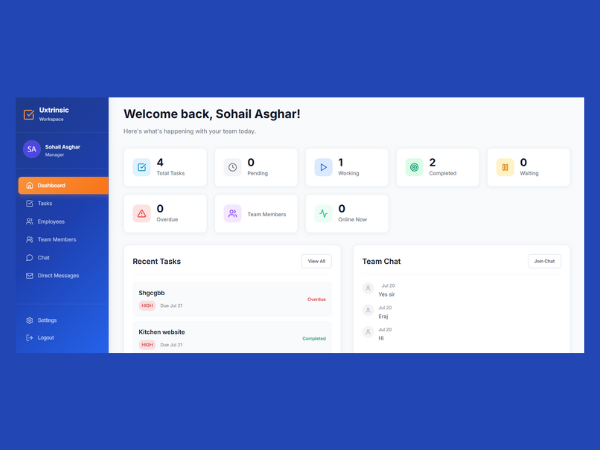 Uxtrinsic
Workspace
SA
Sohail Asghar
Manager
Dashboard
Tasks
Employees
Team Members
Chat
Direct Messages
Settings
Logout
Welcome back, Sohail Asghar!
Here's what's happening with your team today.
4
Total Tasks
0
Pending
1
Working
2
Completed
0
Waiting
0
Overdue
Team Members
0
Online Now
Recent Tasks
View All
Shgcgbb
HIGH Due Jul 21
Overdue
Kitchen website
HIGH Due Jul 21
Completed
Team Chat
Join Chat
Jul 20
Yes sir
Jul 20
Eraj
Jul 20
Hi